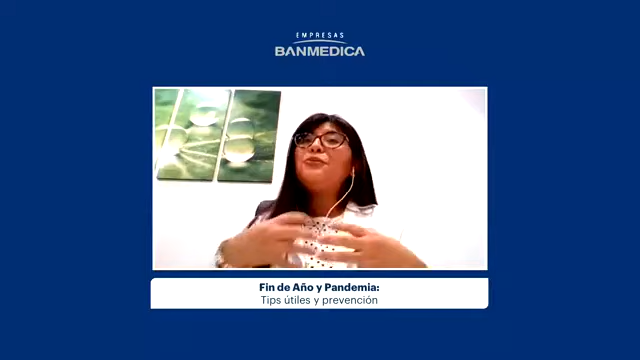 EMPRESAS
BANMEDICA
Fin de Año y Pandemia:
Tips útiles y prevención